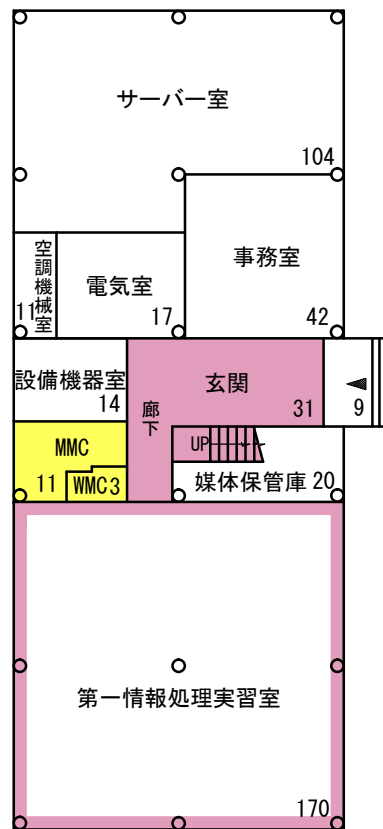 サーバー室
104
事務室
42
空調機械室
11
電気室
17
設備機器室
14
廊下
玄関
31
9
MMC
11
WMC3
UP
媒体保管庫 20
第一情報処理実習室
170